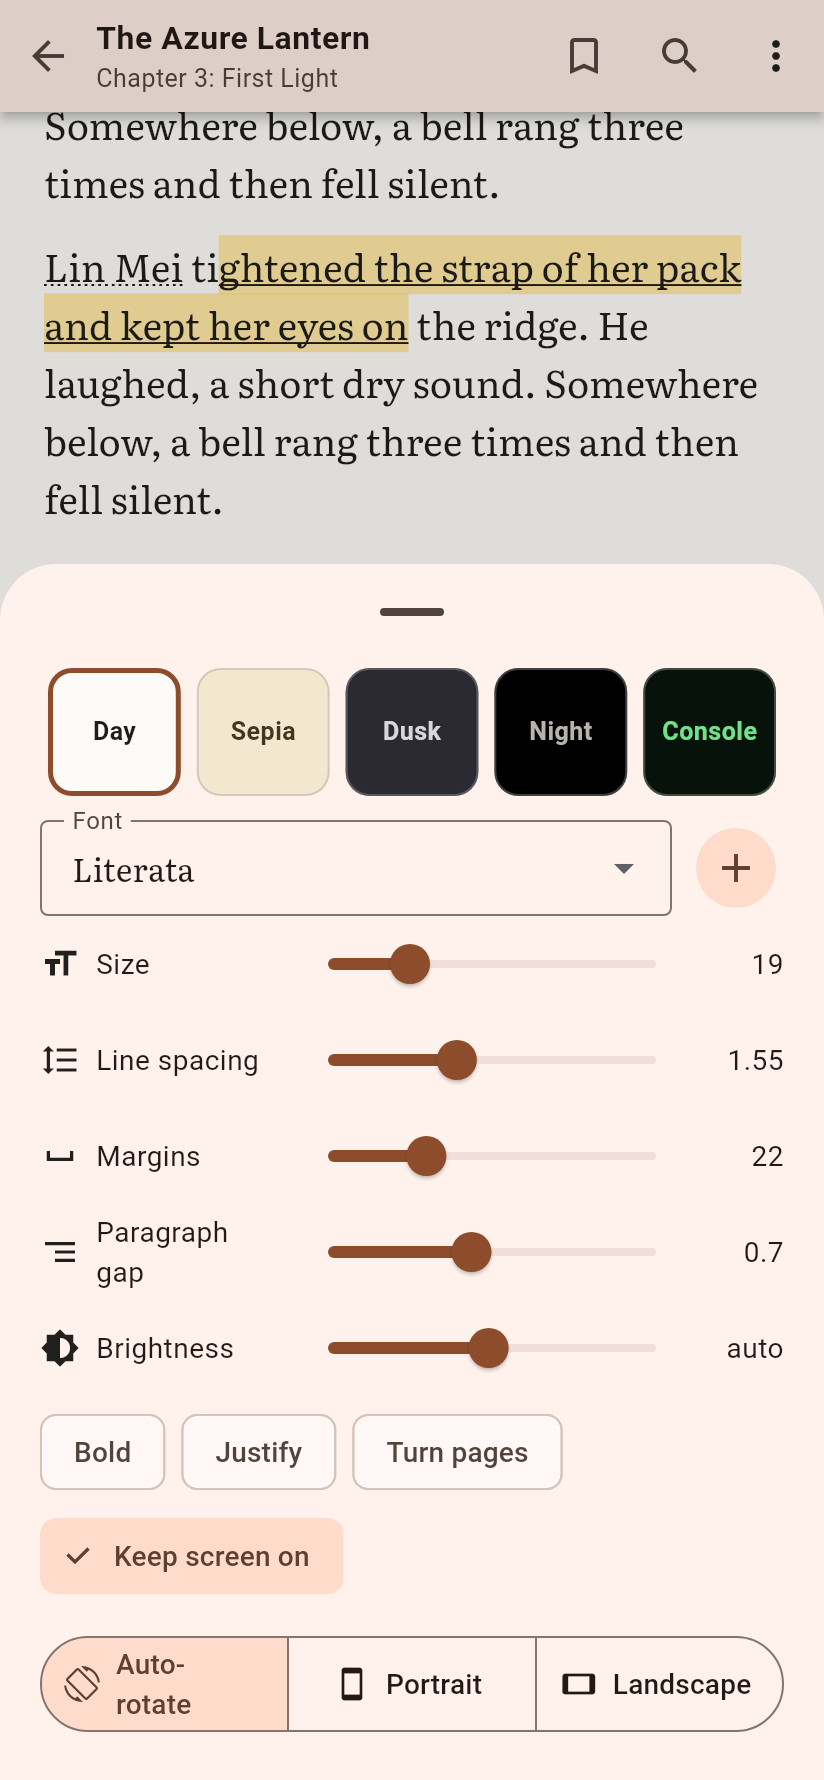 The Azure Lantern
Chapter 3: First Light
Somewhere below, a bell rang three
times and then fell silent.
Lin Mei tightened the strap of her pack
and kept her eyes on the ridge. He
laughed, a short dry sound. Somewhere
below, a bell rang three times and then
fell silent.
Day Sepia Dusk Night Console
Font
Literata
Size 19
Line spacing 1.55
Margins 22
Paragraph
gap 0.7
Brightness auto
Bold Justify Turn pages
Keep screen on
Auto-
rotate Portrait Landscape